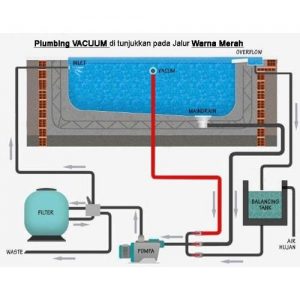 Plumbing VACUUM di tunjukkan pada Jalur Warna Merah
OVERFLOW
INLET
VACUM
MAINDRAIN
BALANCING
TANK
FILTER
AIR
HUJAN
WASTE
POMPA